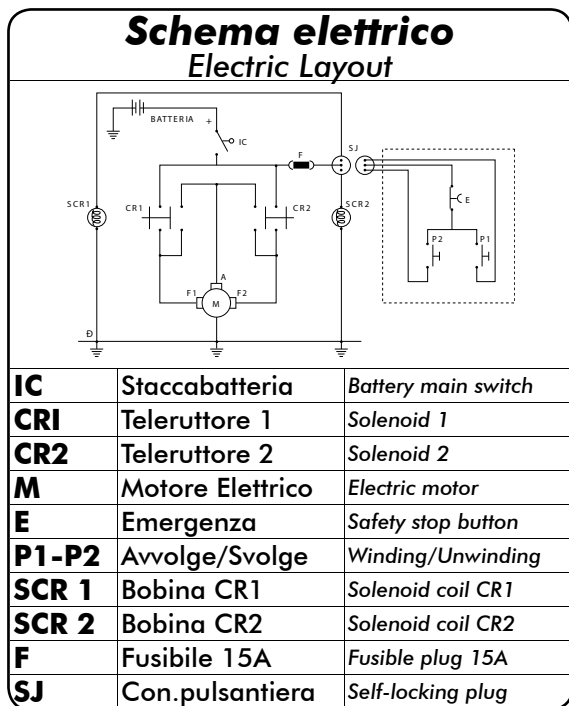 Schema elettrico
Electric Layout
BATTERIA +
IC
F
SJ
E
SCR1
CR1
CR2
SCR2
P2
P1
A
F1
F2
M
Đ
IC Staccabatteria Battery main switch
CRI Teleruttore 1 Solenoid 1
CR2 Teleruttore 2 Solenoid 2
M Motore Elettrico Electric motor
E Emergenza Safety stop button
P1-P2 Avvolge/Svolge Winding/Unwinding
SCR 1 Bobina CR1 Solenoid coil CR1
SCR 2 Bobina CR2 Solenoid coil CR2
F Fusibile 15A Fusible plug 15A
SJ Con.pulsantiera Self-locking plug